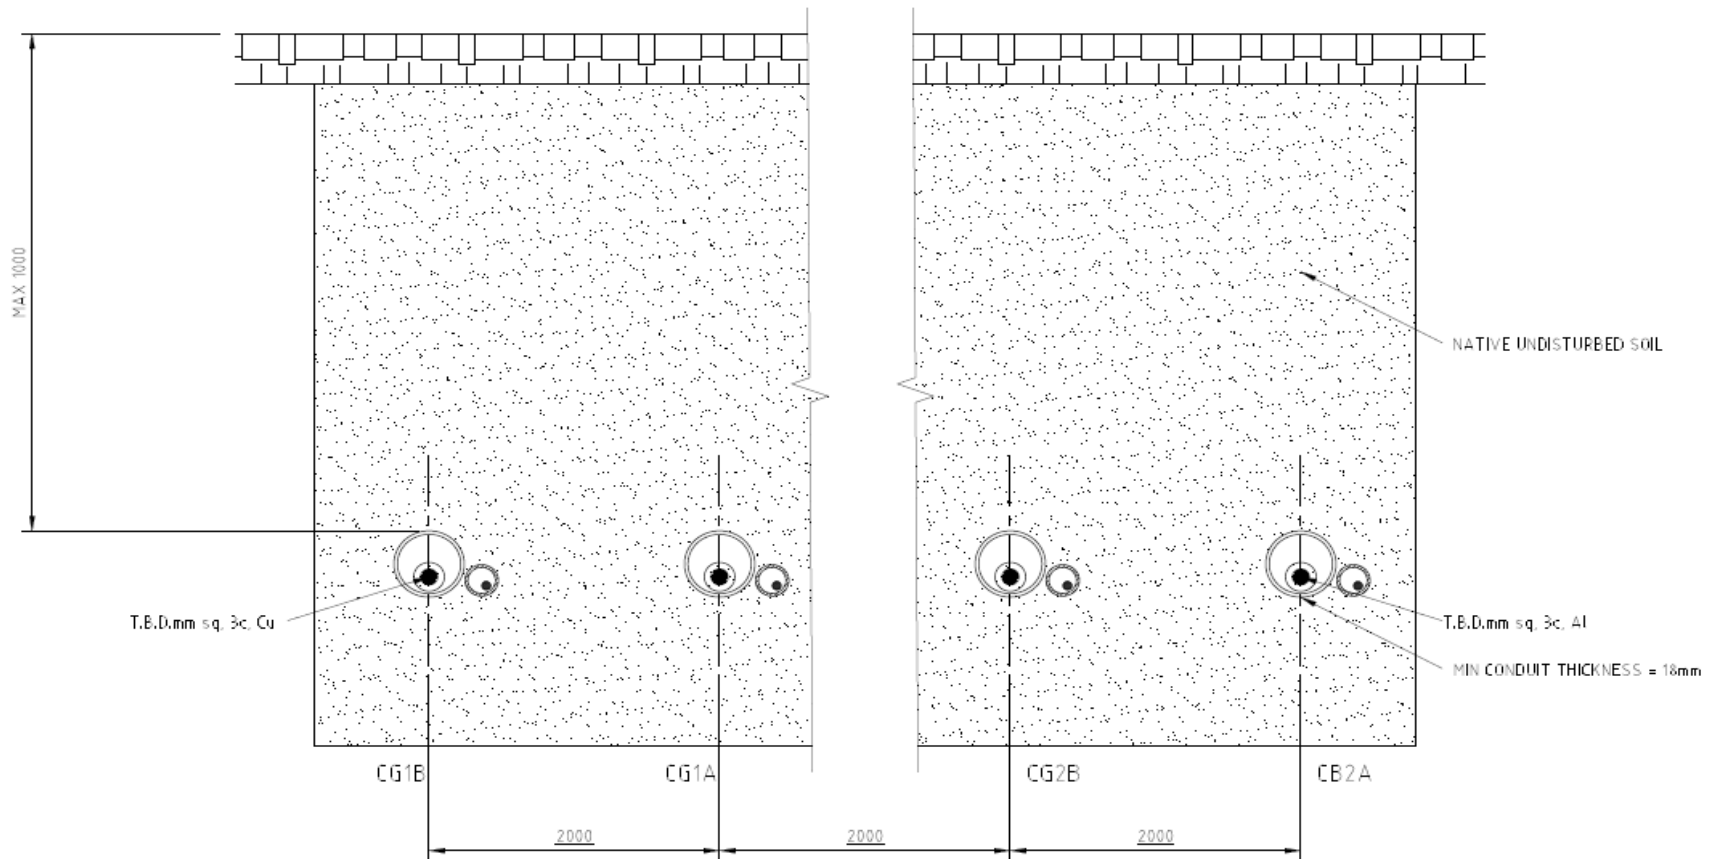 MAX 1000
NATIVE UNDISTURBED SOIL
T.B.D.mm sq, 3c, Cu
T.B.D.mm sq, 3c, Al
MIN CONDUIT THICKNESS = 18mm
CG1B
CG1A
CG2B
CB2A
2000
2000
2000